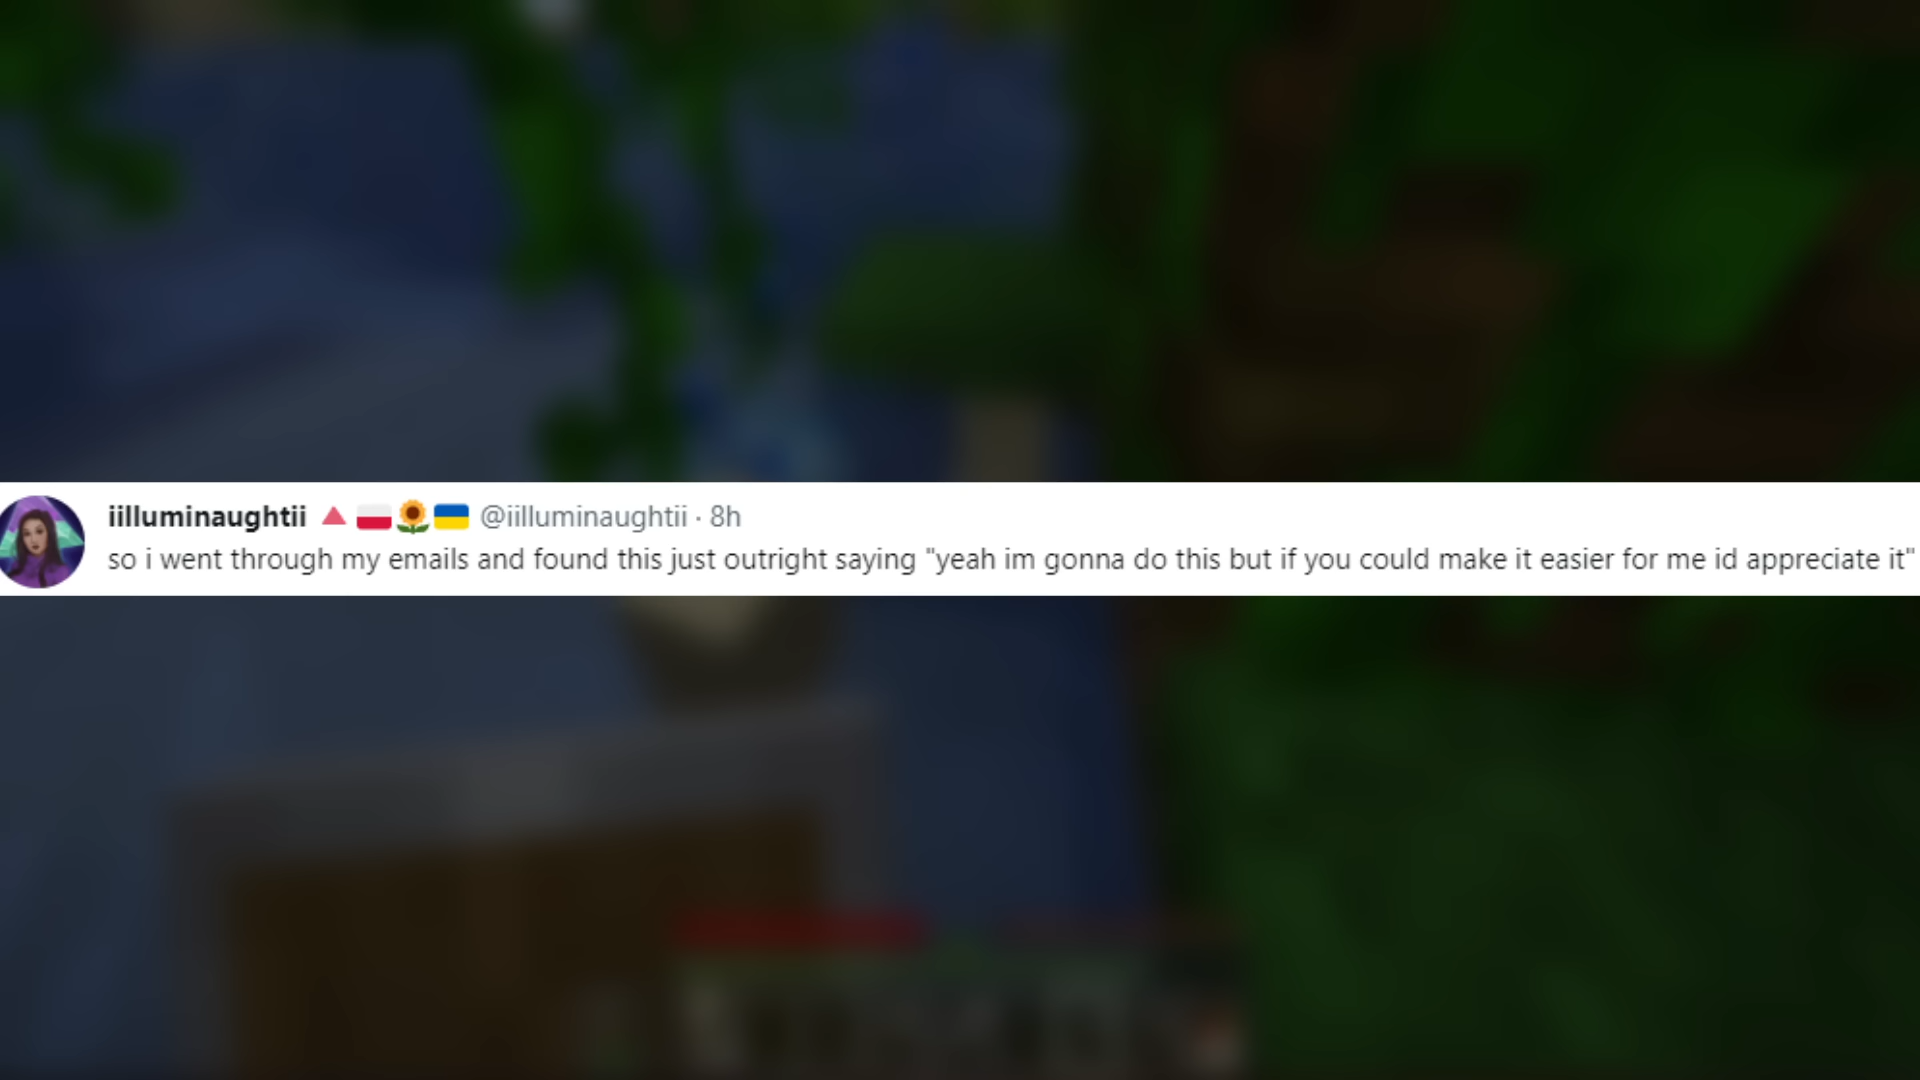 iilluminaughtii 🔺🇵🇱🌻🇺🇦 @iilluminaughtii · 8h
so i went through my emails and found this just outright saying "yeah im gonna do this but if you could make it easier for me id appreciate it"